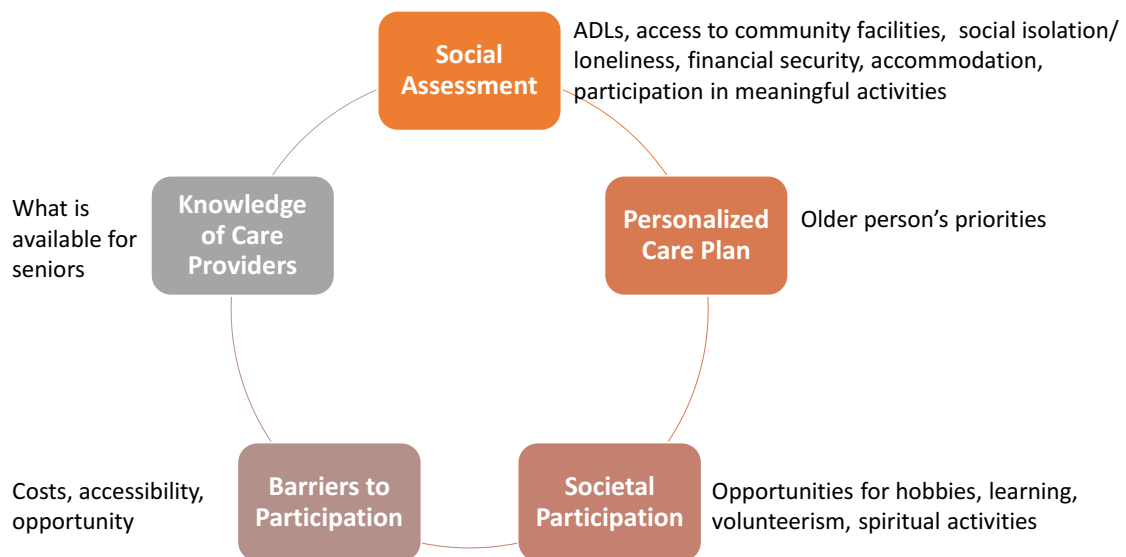 Social
Assessment
ADLs, access to community facilities,  social isolation/
loneliness, financial security, accommodation,
participation in meaningful activities
Personalized
Care Plan
Older person’s priorities
Societal
Participation
Opportunities for hobbies, learning,
volunteerism, spiritual activities
Barriers to
Participation
Costs, accessibility,
opportunity
Knowledge
of Care
Providers
What is
available for
seniors